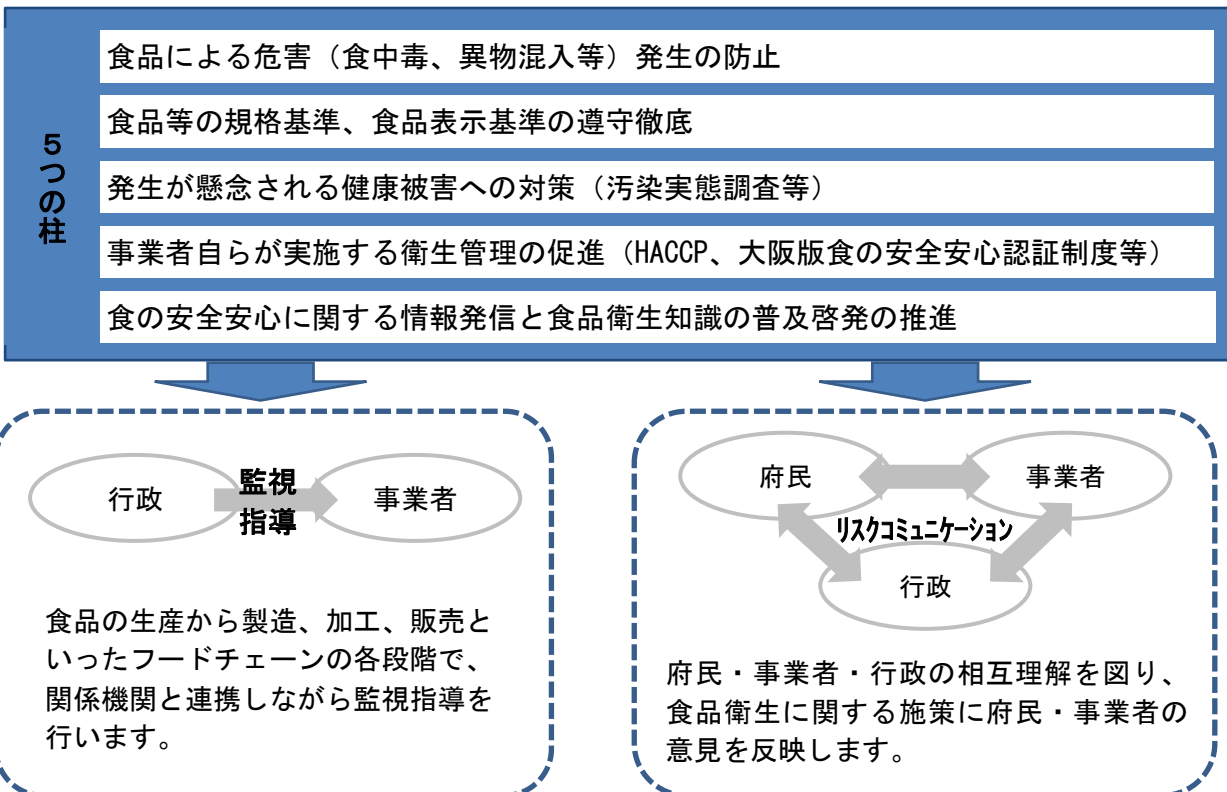 5つの柱
食品による危害（食中毒、異物混入等）発生の防止
食品等の規格基準、食品表示基準の遵守徹底
発生が懸念される健康被害への対策（汚染実態調査等）
事業者自らが実施する衛生管理の促進（HACCP、大阪版食の安全安心認証制度等）
食の安全安心に関する情報発信と食品衛生知識の普及啓発の推進
行政
監視
指導
事業者
食品の生産から製造、加工、販売と
いったフードチェーンの各段階で、
関係機関と連携しながら監視指導を
行います。
府民
事業者
リスクコミュニケーション
行政
府民・事業者・行政の相互理解を図り、
食品衛生に関する施策に府民・事業者の
意見を反映します。